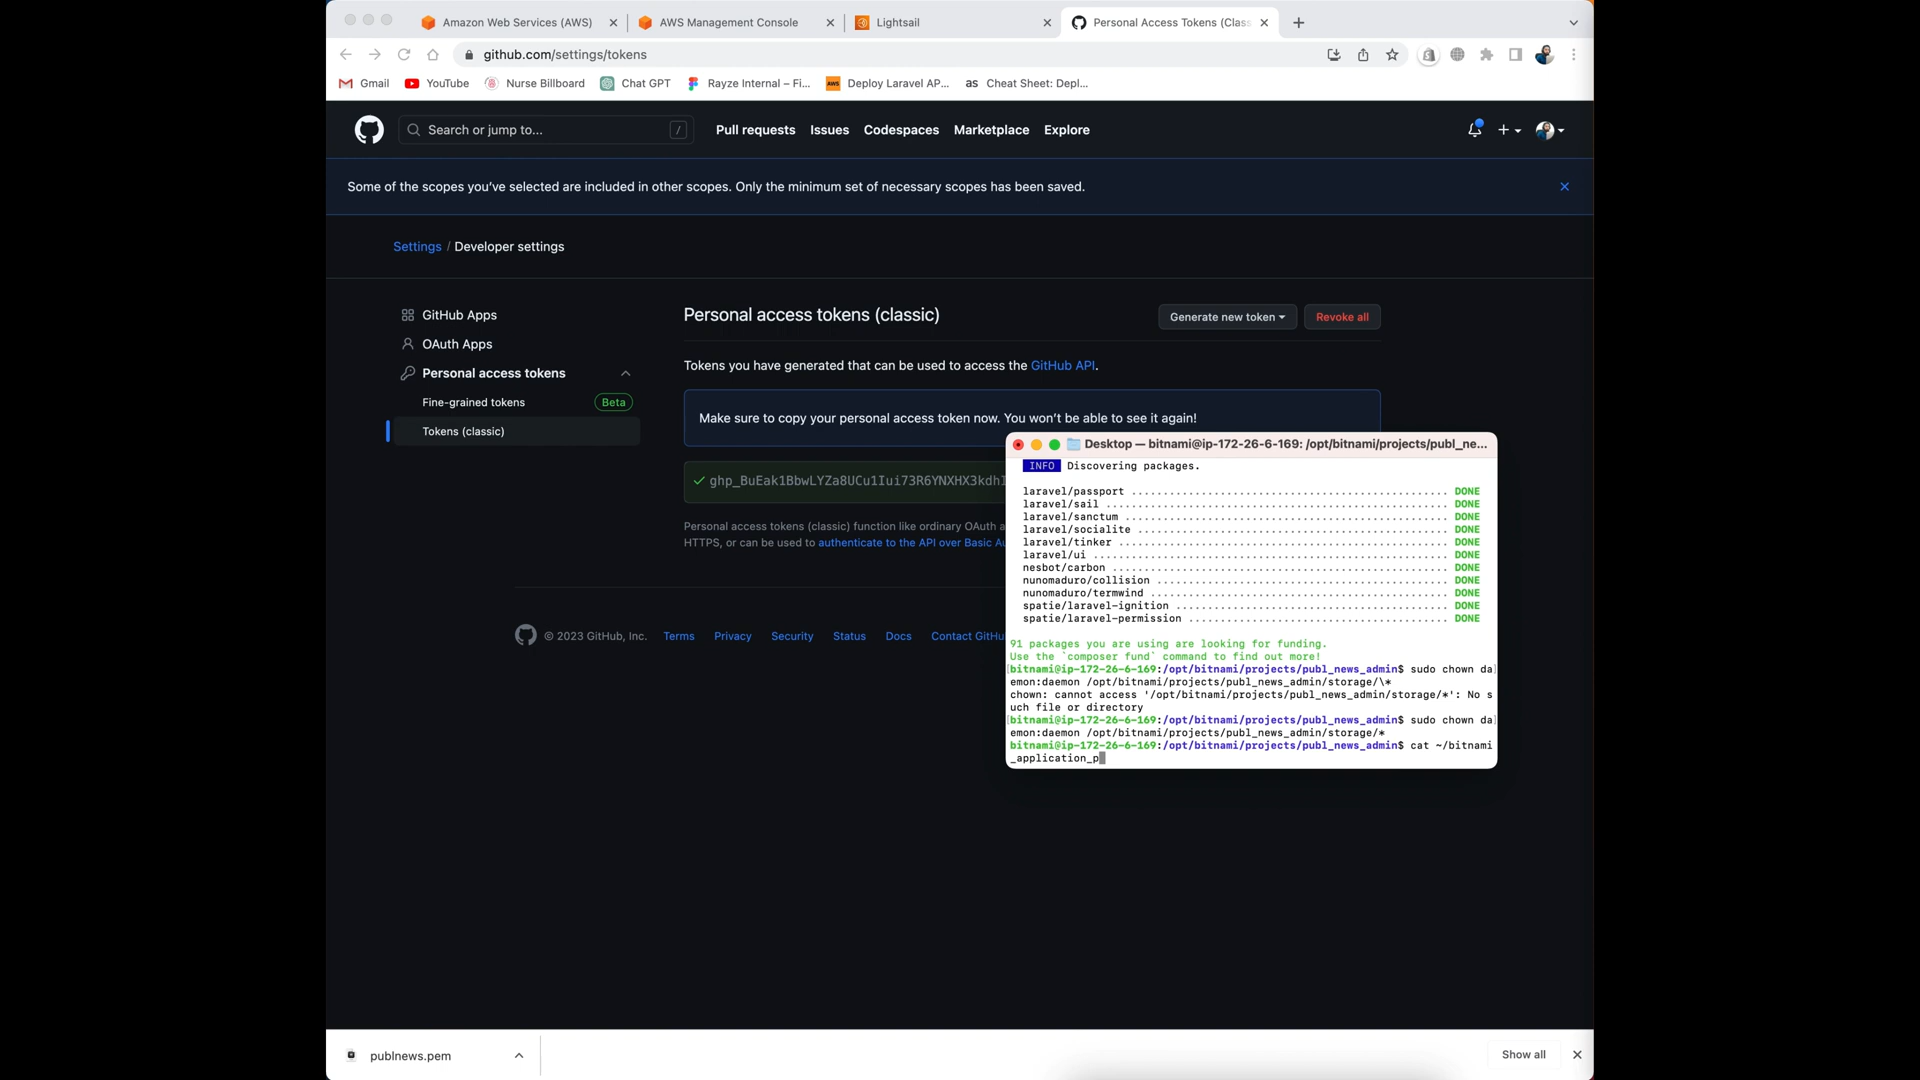 Amazon Web Services (AWS)
AWS Management Console
Lightsail
Personal Access Tokens (Class
github.com/settings/tokens
Gmail
YouTube
Nurse Billboard
Chat GPT
Rayze Internal – Fi...
Deploy Laravel AP...
as Cheat Sheet: Depl...
Search or jump to...
/
Pull requests
Issues
Codespaces
Marketplace
Explore
Some of the scopes you've selected are included in other scopes. Only the minimum set of necessary scopes has been saved.
Settings / Developer settings
GitHub Apps
OAuth Apps
Personal access tokens
Fine-grained tokens
Beta
Tokens (classic)
Personal access tokens (classic)
Generate new token
Revoke all
Tokens you have generated that can be used to access the GitHub API.
Make sure to copy your personal access token now. You won't be able to see it again!
Personal access tokens (classic) function like ordinary OAuth a
HTTPS, or can be used to authenticate to the API over Basic Au
© 2023 GitHub, Inc.
Terms
Privacy
Security
Status
Docs
Contact GitHu
Desktop — bitnami@ip-172-26-6-169: /opt/bitnami/projects/publ_ne...
INFO Discovering packages.
laravel/passport .................................................. DONE
laravel/sail ...................................................... DONE
laravel/sanctum ................................................... DONE
laravel/socialite ................................................. DONE
laravel/tinker .................................................... DONE
laravel/ui ........................................................ DONE
nesbot/carbon ..................................................... DONE
nunomaduro/collision .............................................. DONE
nunomaduro/termwind ............................................... DONE
spatie/laravel-ignition ........................................... DONE
spatie/laravel-permission ......................................... DONE
91 packages you are using are looking for funding.
Use the `composer fund` command to find out more!
[bitnami@ip-172-26-6-169:/opt/bitnami/projects/publ_news_admin$ sudo chown da]
emon:daemon /opt/bitnami/projects/publ_news_admin/storage/\*
chown: cannot access '/opt/bitnami/projects/publ_news_admin/storage/*': No s
uch file or directory
[bitnami@ip-172-26-6-169:/opt/bitnami/projects/publ_news_admin$ sudo chown da]
emon:daemon /opt/bitnami/projects/publ_news_admin/storage/*
bitnami@ip-172-26-6-169:/opt/bitnami/projects/publ_news_admin$ cat ~/bitnami
_application_p
publnews.pem
Show all